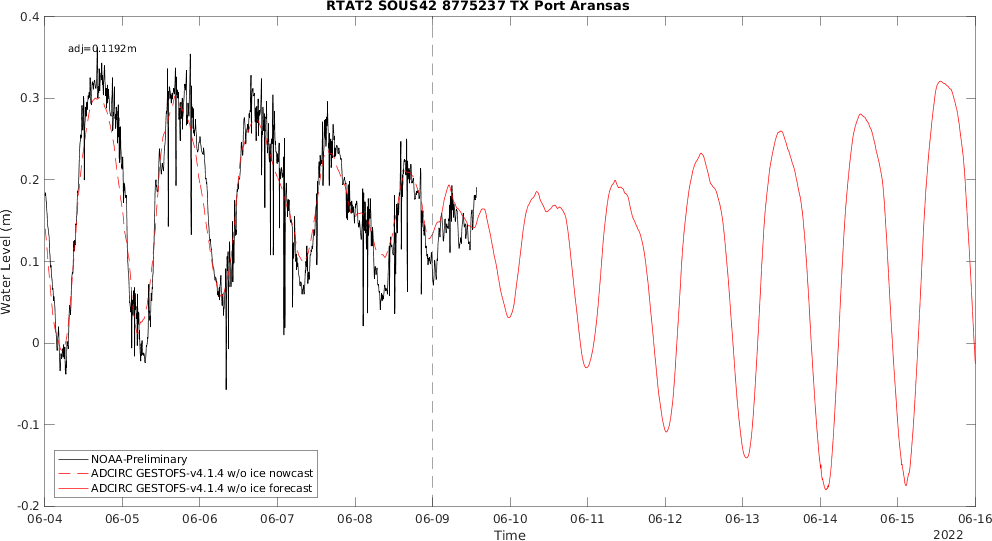 RTAT2 SOUS42 8775237 TX Port Aransas
adj=0.1192m
0.4
0.3
0.2
0.1
0
-0.1
-0.2
Water Level (m)
NOAA-Preliminary
ADCIRC GESTOFS-v4.1.4 w/o ice nowcast
ADCIRC GESTOFS-v4.1.4 w/o ice forecast
06-04 06-05 06-06 06-07 06-08 06-09 06-10 06-11 06-12 06-13 06-14 06-15 06-16
Time
2022